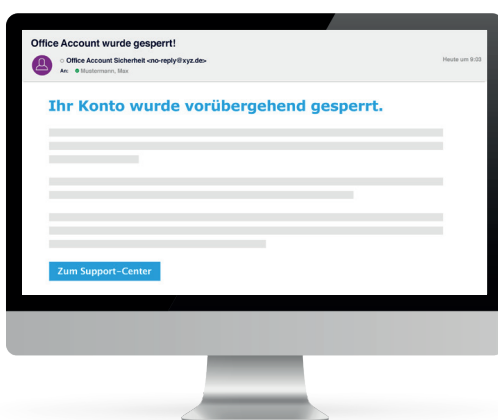 Office Account wurde gesperrt!
Office Account Sicherheit <no-reply@xyz.de>
Heute um 8:03
An: Mustermann, Max
Ihr Konto wurde vorübergehend gesperrt.
Zum Support-Center